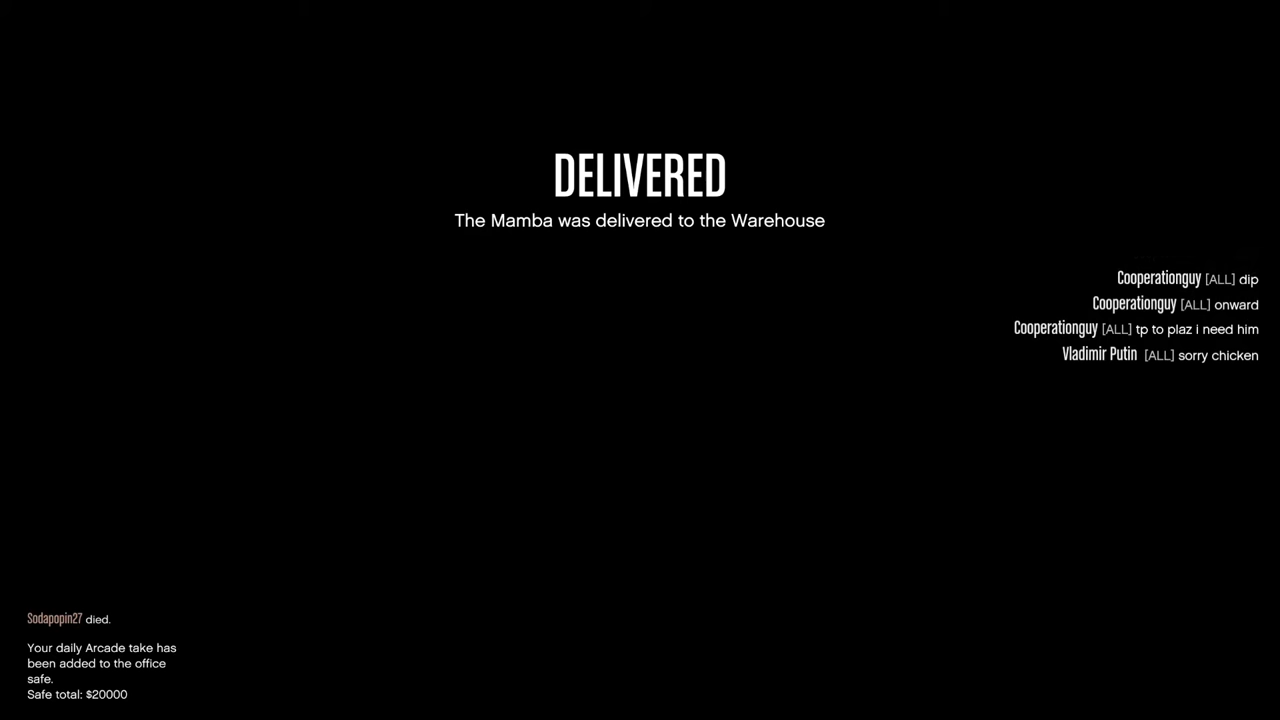 DELIVERED
The Mamba was delivered to the Warehouse
Cooperationguy [ALL] dip
Cooperationguy [ALL] onward
Cooperationguy [ALL] tp to plaz i need him
Vladimir Putin [ALL] sorry chicken
Sodapopin27 died.
Your daily Arcade take has
been added to the office
safe.
Safe total: $20000